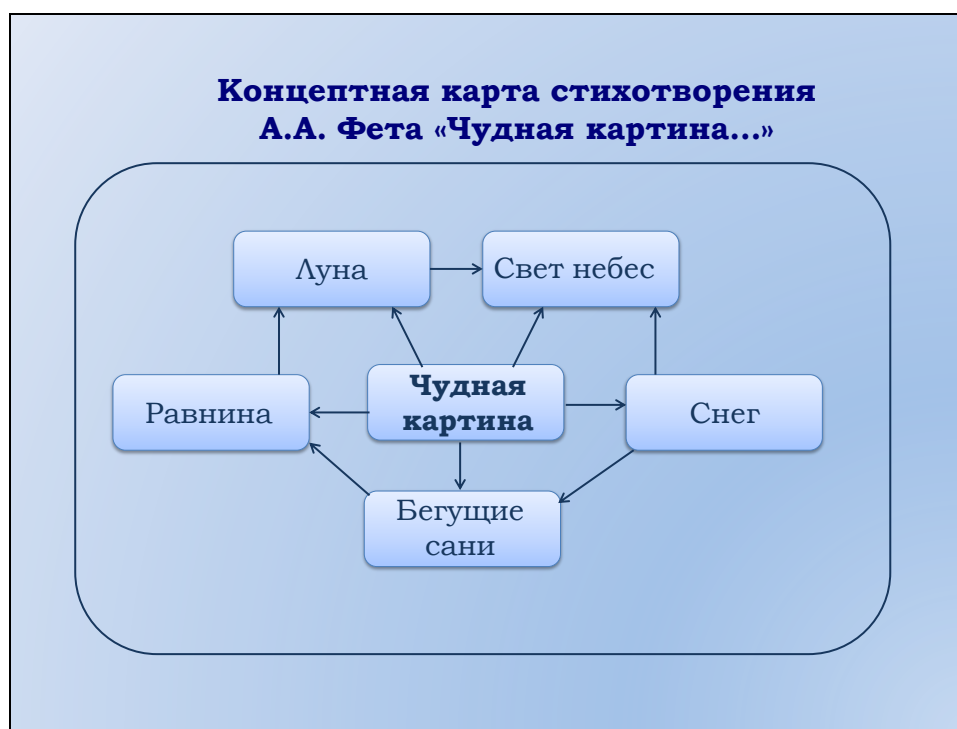 Концептная карта стихотворения
А.А. Фета «Чудная картина...»
Луна
Свет небес
Равнина
Чудная
картина
Снег
Бегущие
сани